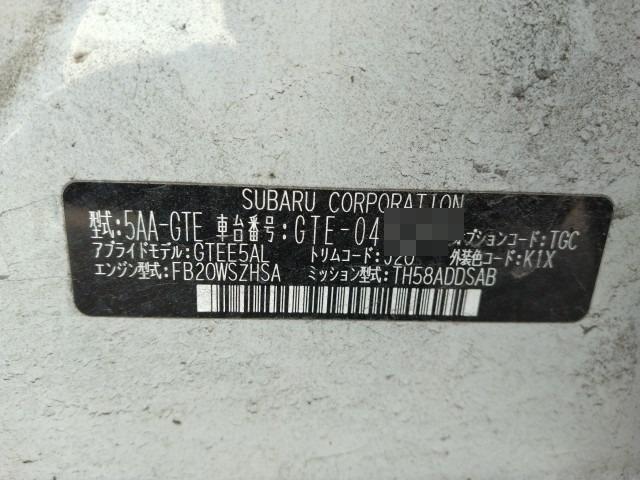 SUBARU CORPORATION
型式:5AA-GTE 車台番号:GTE-04 オプションコード:TGC
アプライドモデル:GTEE5AL トリムコード:J20 外装色コード:K1X
エンジン型式:FB20WSZHSA ミッション型式:TH58ADDSAB